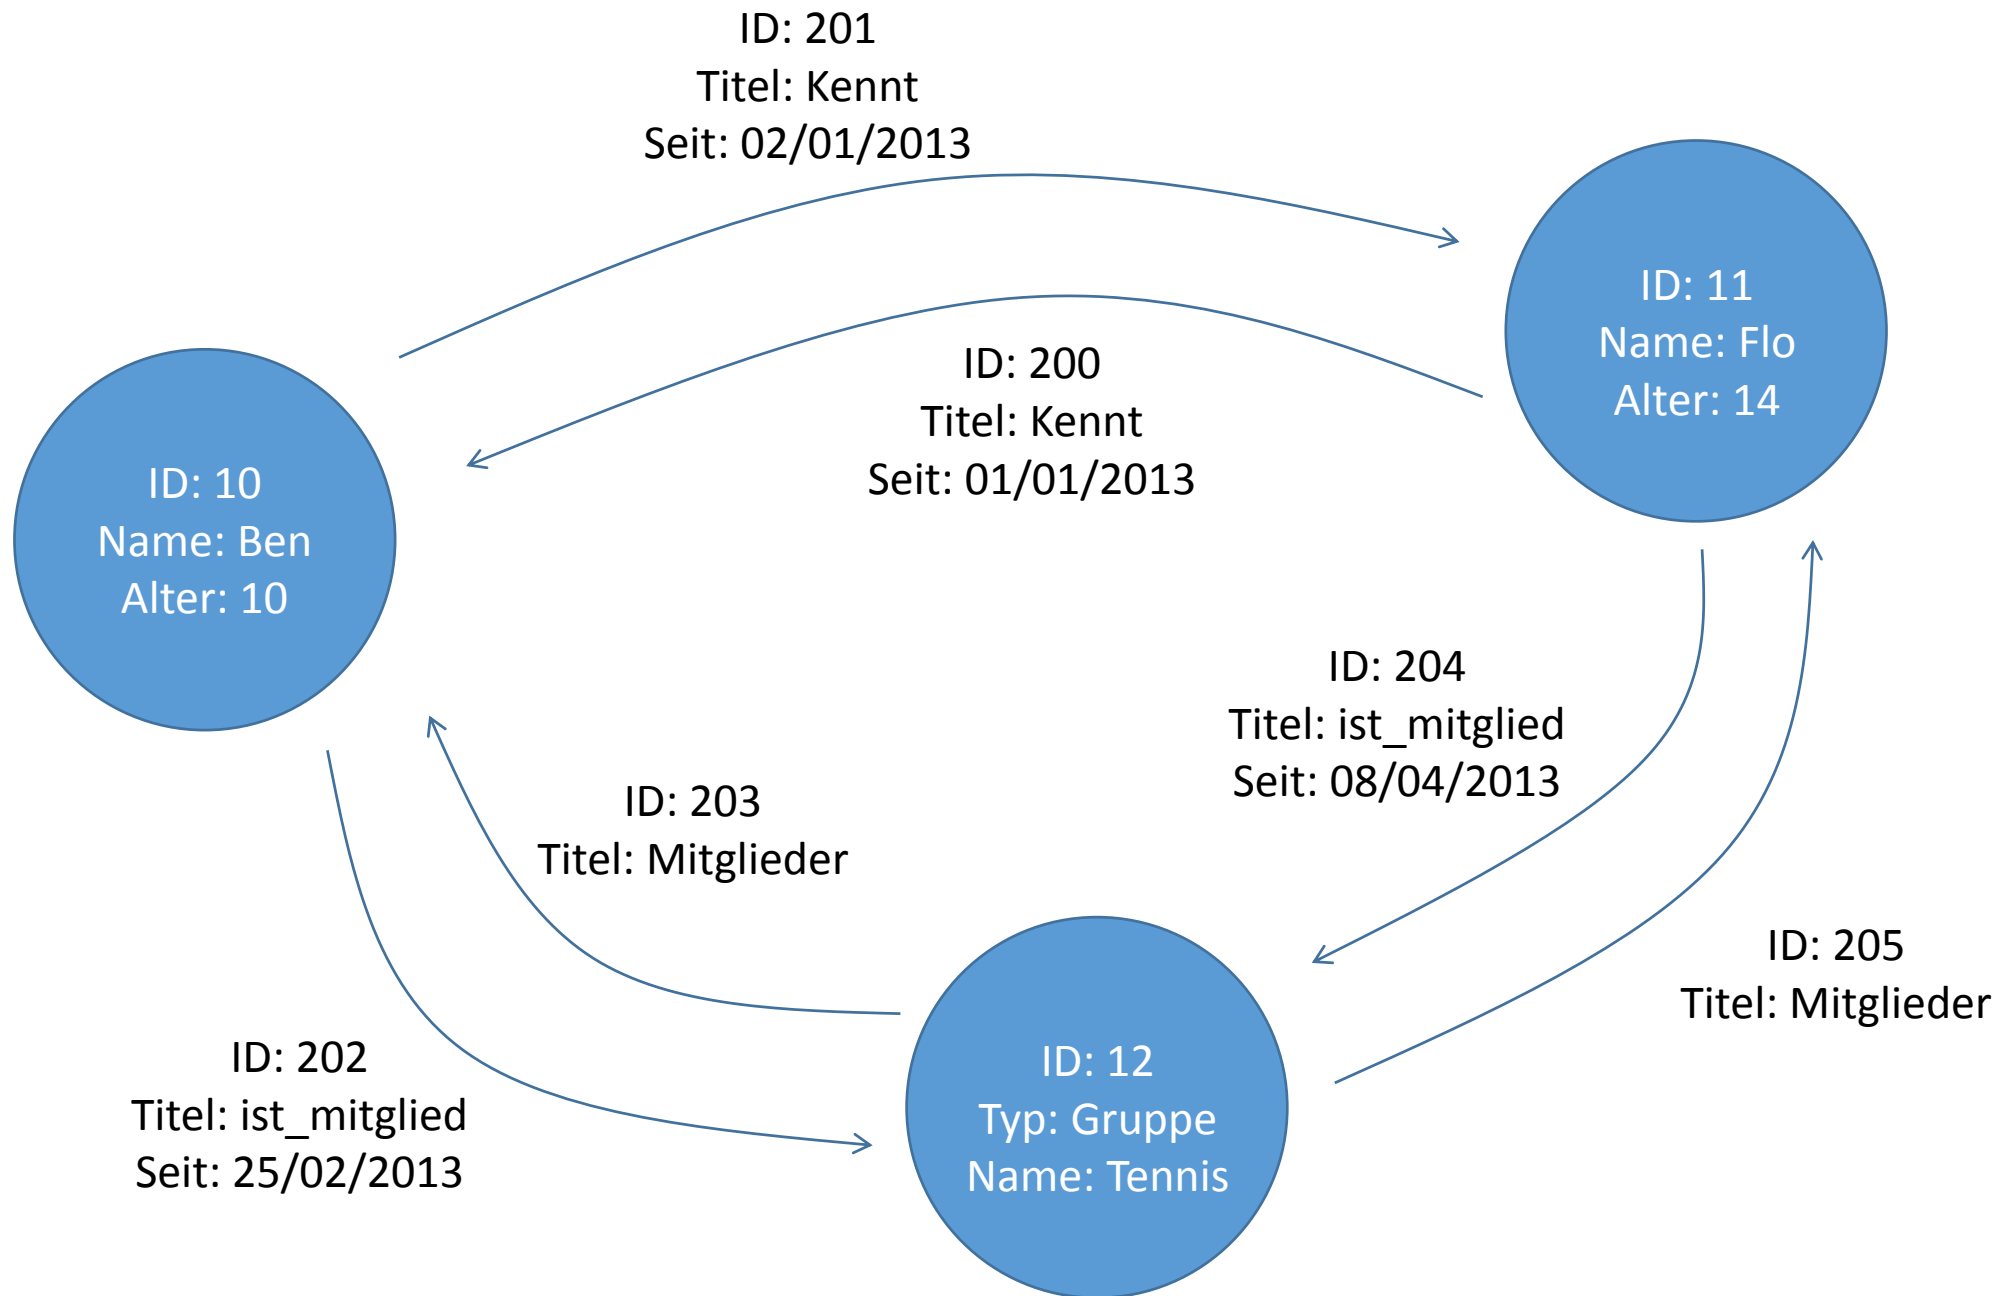 ID: 201
Titel: Kennt
Seit: 02/01/2013
ID: 11
Name: Flo
Alter: 14
ID: 200
Titel: Kennt
Seit: 01/01/2013
ID: 10
Name: Ben
Alter: 10
ID: 204
Titel: ist_mitglied
Seit: 08/04/2013
ID: 203
Titel: Mitglieder
ID: 205
Titel: Mitglieder
ID: 202
Titel: ist_mitglied
Seit: 25/02/2013
ID: 12
Typ: Gruppe
Name: Tennis